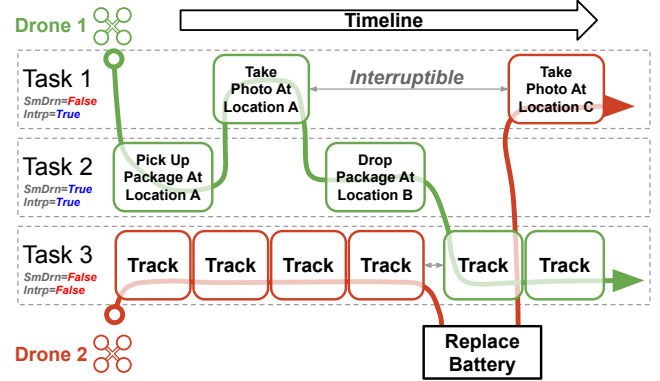 Drone 1
Timeline
Task 1
SmDrn=False
Intrp=True
Take
Photo At
Location A
Interruptible
Take
Photo At
Location C
Task 2
SmDrn=True
Intrp=True
Pick Up
Package At
Location A
Drop
Package At
Location B
Task 3
SmDrn=False
Intrp=False
Track
Track
Track
Track
Track
Track
Drone 2
Replace
Battery